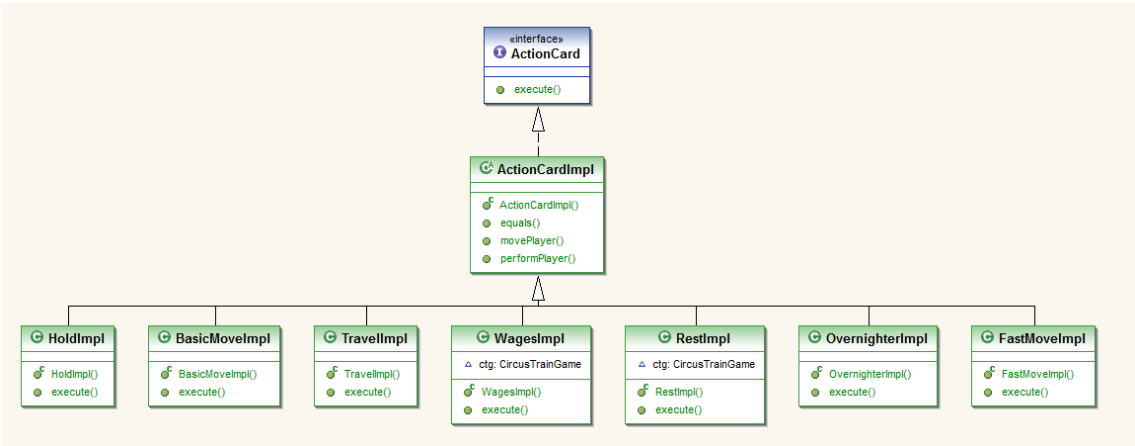 «interface»
ActionCard
execute()
ActionCardImpl
ActionCardImpl()
equals()
movePlayer()
performPlayer()
HoldImpl
HoldImpl()
execute()
BasicMoveImpl
BasicMoveImpl()
execute()
TravelImpl
TravelImpl()
execute()
WagesImpl
ctg: CircusTrainGame
WagesImpl()
execute()
RestImpl
ctg: CircusTrainGame
RestImpl()
execute()
OvernighterImpl
OvernighterImpl()
execute()
FastMoveImpl
FastMoveImpl()
execute()